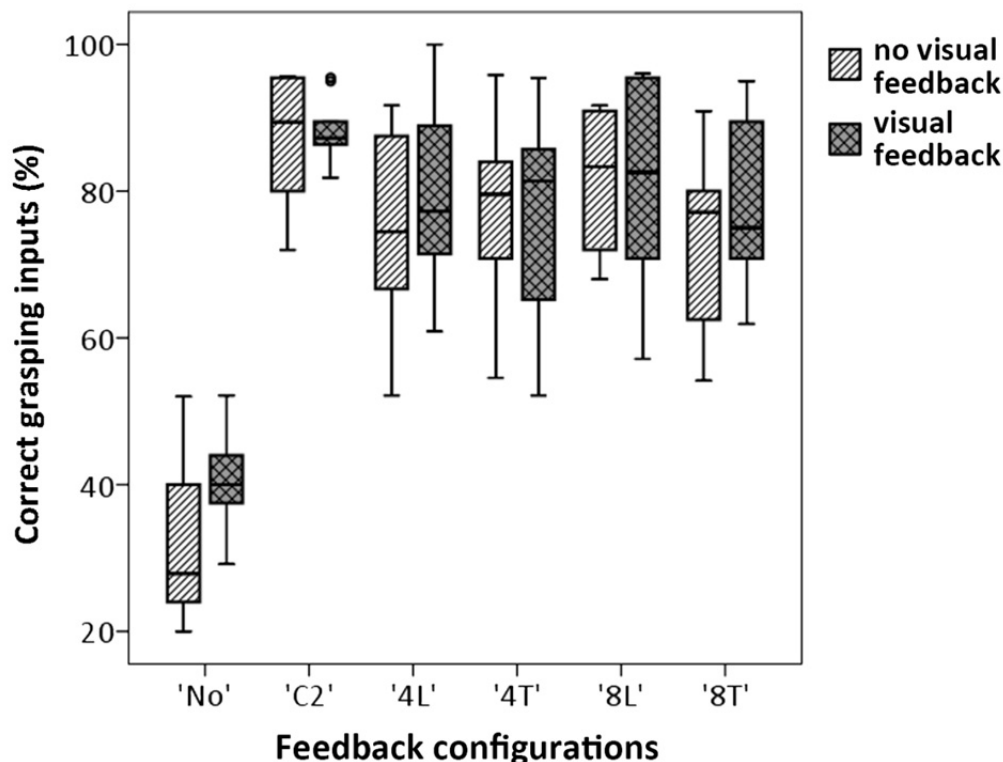 Correct grasping inputs (%)
100
80
60
40
20
'No'
'C2'
'4L'
'4T'
'8L'
'8T'
Feedback configurations
no visual
feedback
visual
feedback